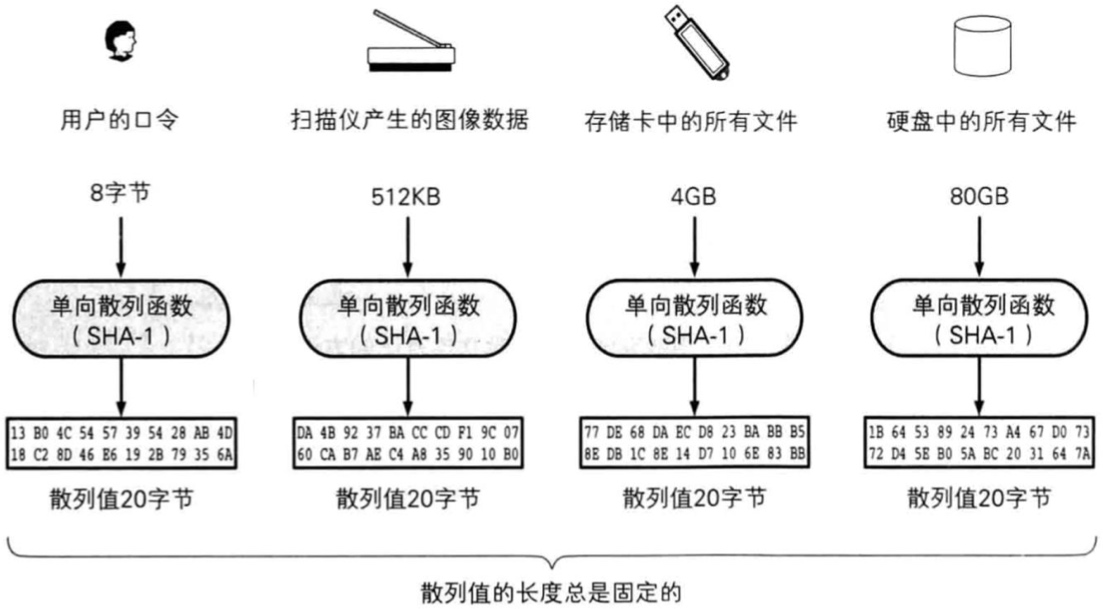 用户的口令
扫描仪产生的图像数据
存储卡中的所有文件
硬盘中的所有文件
8字节
512KB
4GB
80GB
单向散列函数
(SHA-1)
单向散列函数
(SHA-1)
单向散列函数
(SHA-1)
单向散列函数
(SHA-1)
13 B0 4C 54 57 39 54 28 AB 4D
18 C2 8D 46 E6 19 2B 79 35 6A
DA 4B 92 37 BA CC CD F1 9C 07
60 CA B7 AE C4 A8 35 90 10 B0
77 DE 68 DA EC D8 23 BA BB B5
8E DB 1C 8E 14 D7 10 6E 83 BB
1B 64 53 89 24 73 A4 67 D0 73
72 D4 5E B0 5A BC 20 31 64 7A
散列值20字节
散列值20字节
散列值20字节
散列值20字节
散列值的长度总是固定的